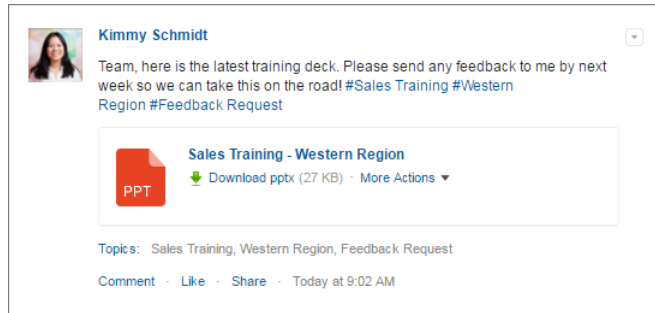 Kimmy Schmidt
Team, here is the latest training deck. Please send any feedback to me by next
week so we can take this on the road! #Sales Training #Western
Region #Feedback Request
PPT
Sales Training - Western Region
Download pptx (27 KB) · More Actions
Topics: Sales Training, Western Region, Feedback Request
Comment · Like · Share · Today at 9:02 AM